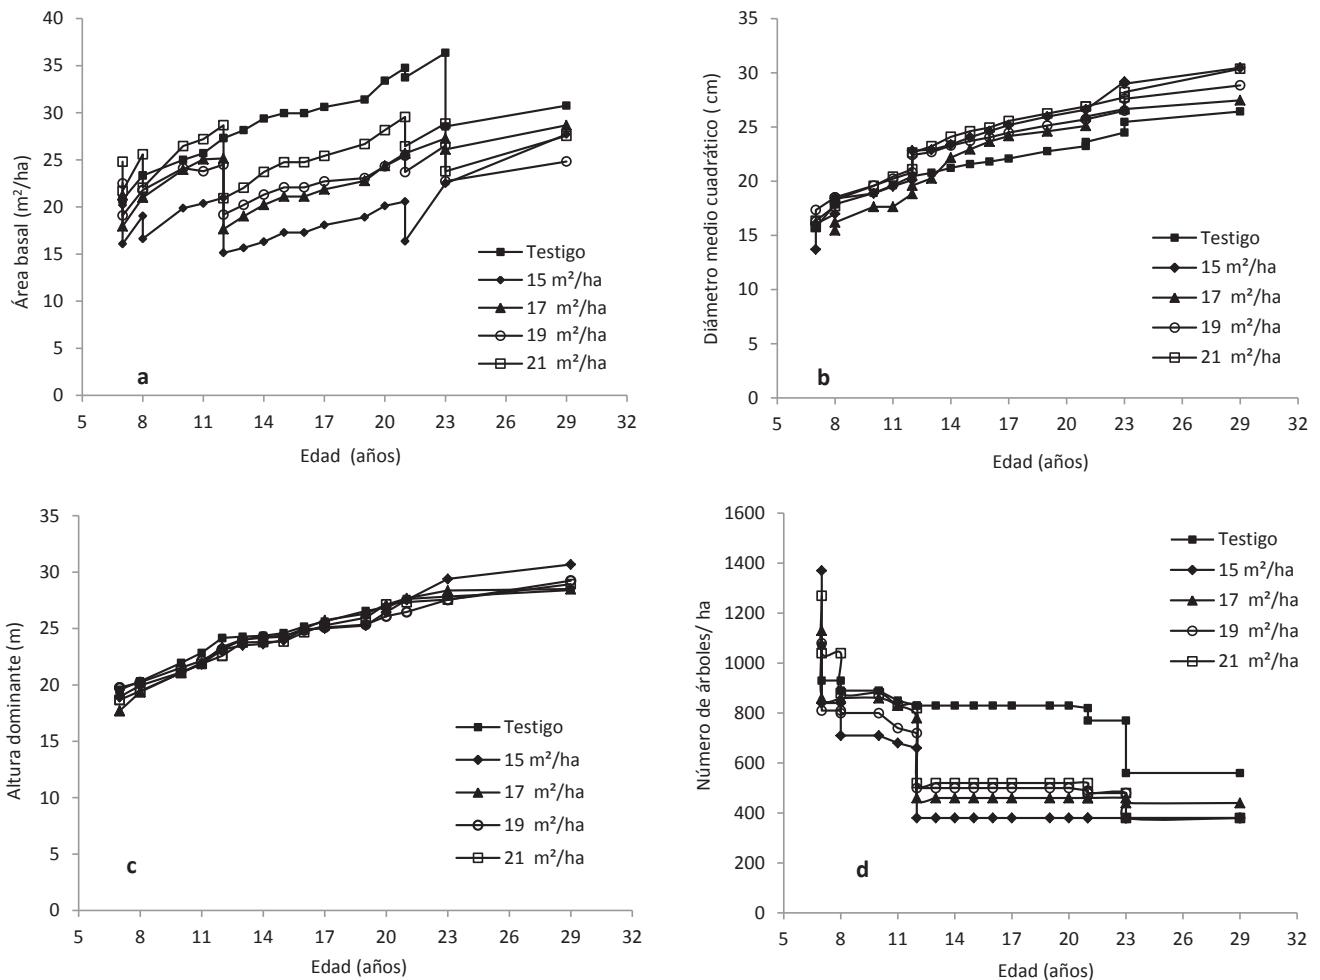 40
35
30
25
20
15
10
5
0
5 8 11 14 17 20 23 26 29 32
Área basal (m²/ha)
Edad (años)
Testigo
15 m²/ha
17 m²/ha
19 m²/ha
21 m²/ha
a
35
30
25
20
15
10
5
0
5 8 11 14 17 20 23 26 29 32
Diámetro medio cuadrático ( cm)
Edad (años)
Testigo
15 m²/ha
17 m²/ha
19 m²/ha
21 m²/ha
b
35
30
25
20
15
10
5
0
5 8 11 14 17 20 23 26 29 32
Altura dominante (m)
Edad (años)
Testigo
15 m²/ha
17 m²/ha
19 m²/ha
21 m²/ha
c
1600
1400
1200
1000
800
600
400
200
0
5 8 11 14 17 20 23 26 29 32
Número de árboles/ ha
Edad (años)
Testigo
15 m²/ha
17 m²/ha
19 m²/ha
21 m²/ha
d